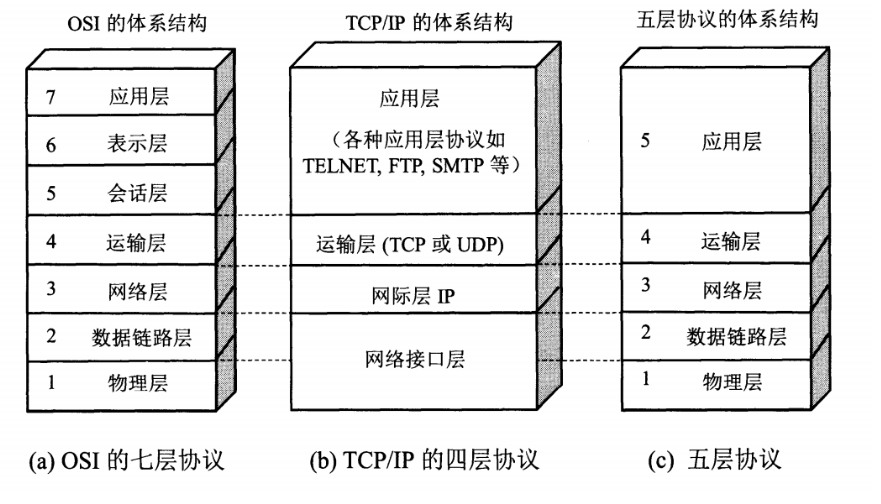 OSI 的体系结构
7 应用层
6 表示层
5 会话层
4 运输层
3 网络层
2 数据链路层
1 物理层
(a) OSI 的七层协议
TCP/IP 的体系结构
应用层
（各种应用层协议如
TELNET, FTP, SMTP 等）
运输层 (TCP 或 UDP)
网际层 IP
网络接口层
(b) TCP/IP 的四层协议
五层协议的体系结构
5 应用层
4 运输层
3 网络层
2 数据链路层
1 物理层
(c) 五层协议